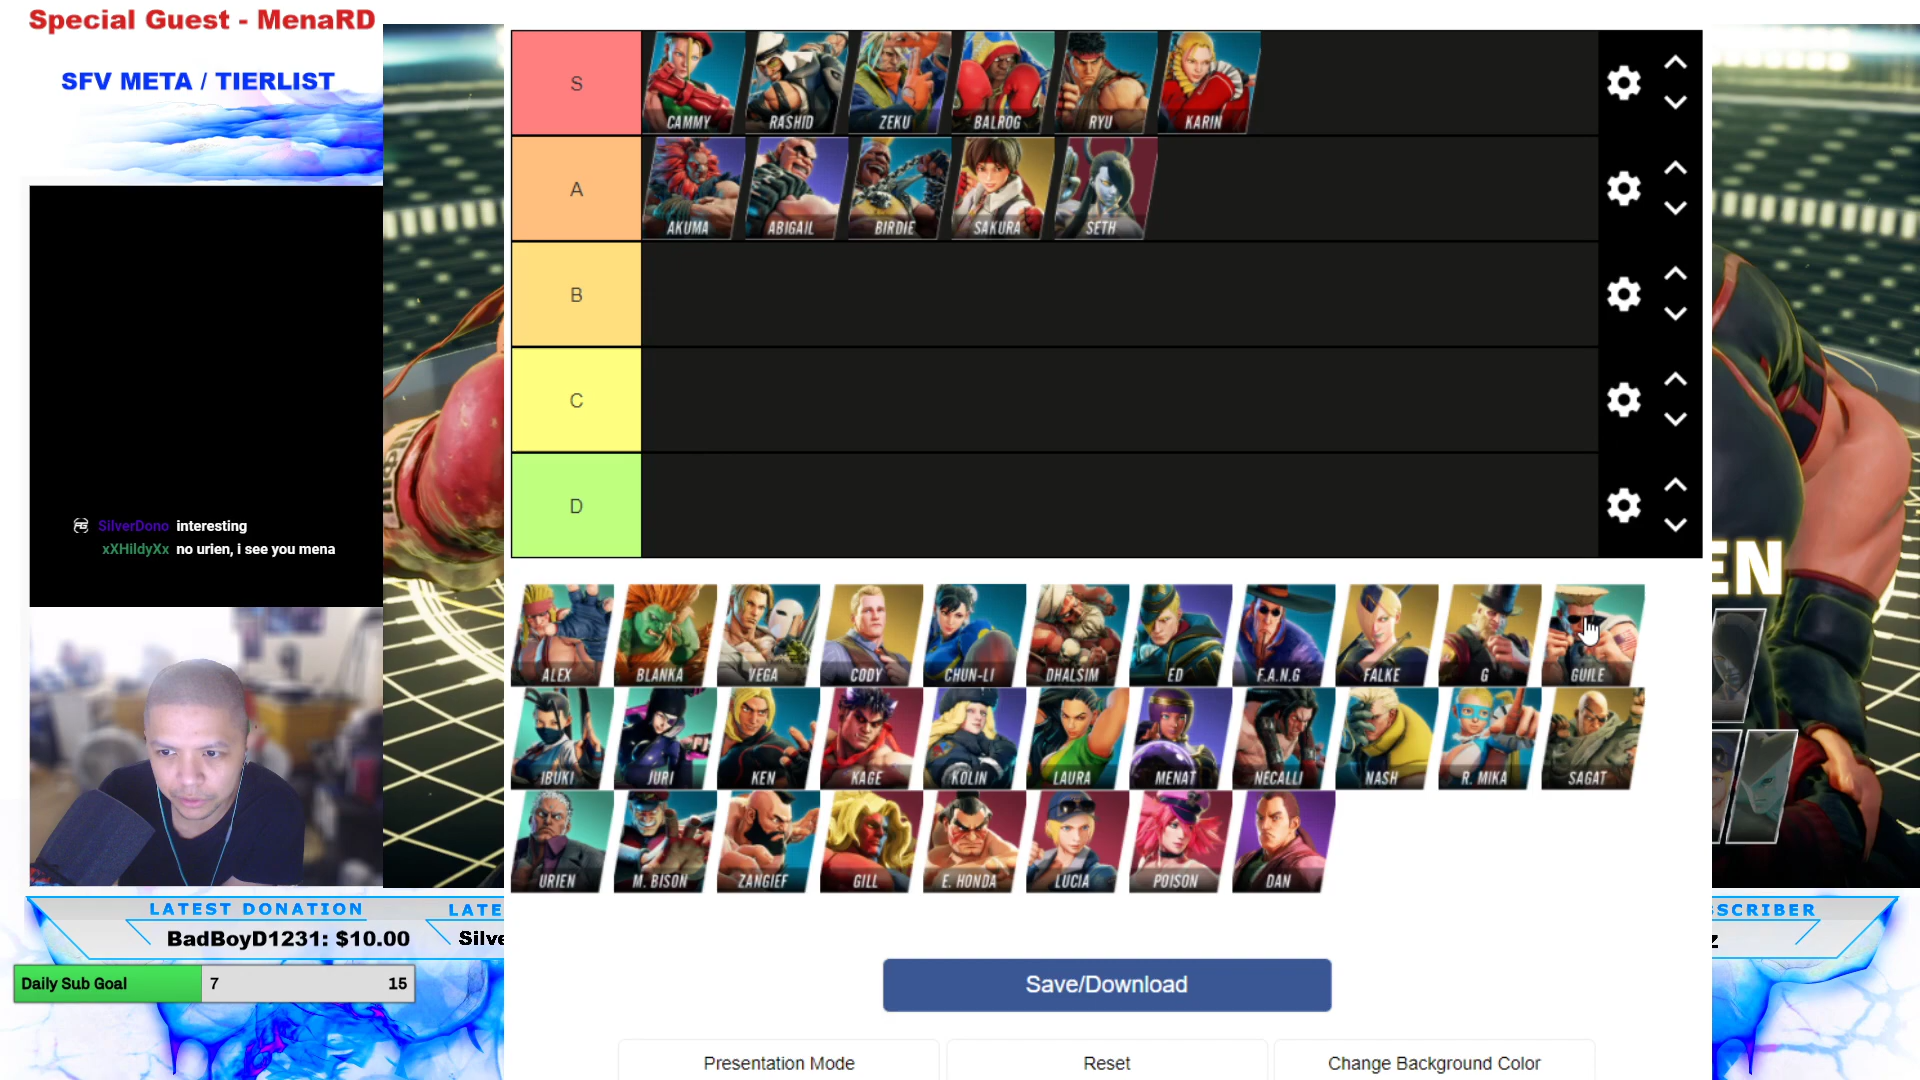 Special Guest - MenaRD
SFV META / TIERLIST
SilverDono interesting
xXHildyXx no urien, i see you mena
S
CAMMY RASHID ZEKU BALROG RYU KARIN
A
AKUMA ABIGAIL BIRDIE SAKURA SETH
B
C
D
ALEX BLANKA VEGA CODY CHUN-LI DHALSIM ED F.A.N.G FALKE G GUILE
IBUKI JURI KEN KAGE KOLIN LAURA MENAT NECALLI NASH R. MIKA SAGAT
URIEN M. BISON ZANGIEF GILL E. HONDA LUCIA POISON DAN
EN
LATEST DONATION LATE
BadBoyD1231: $10.00 Silve
SCRIBER
z
Daily Sub Goal 7 15
Save/Download
Presentation Mode Reset Change Background Color